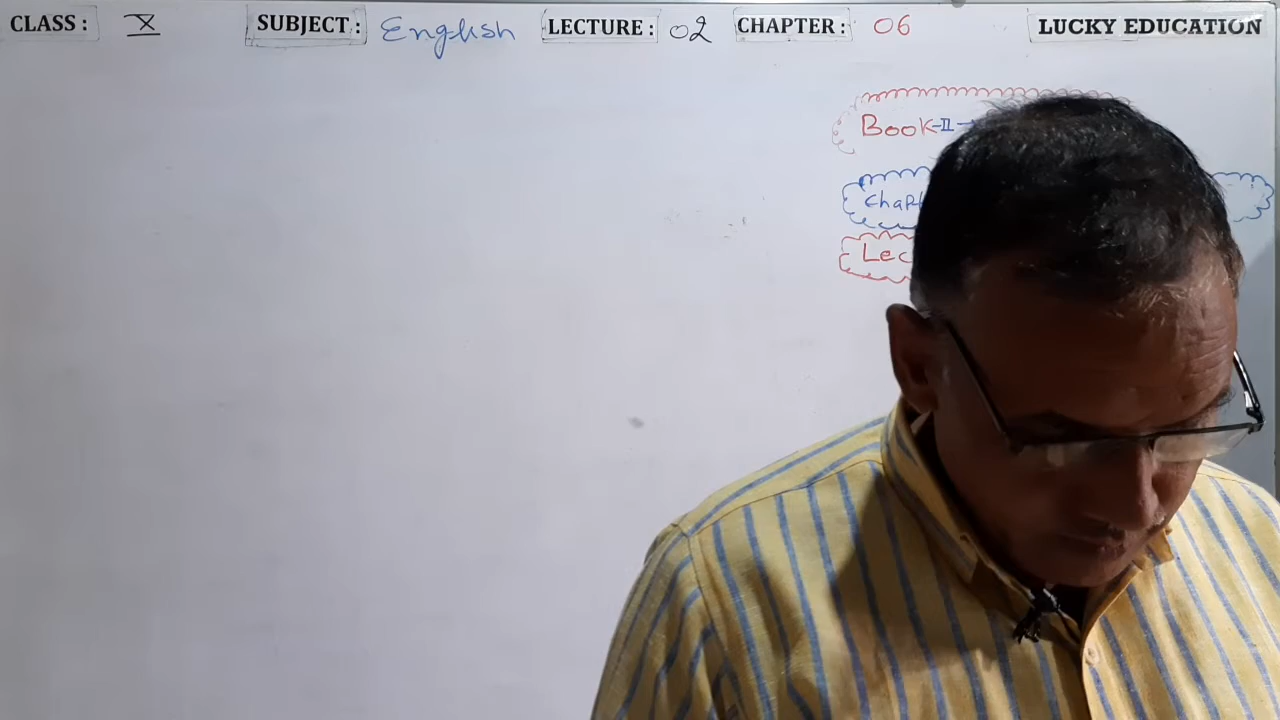 CLASS : X SUBJECT : English LECTURE : 02 CHAPTER : 06 LUCKY EDUCATION
Book-II